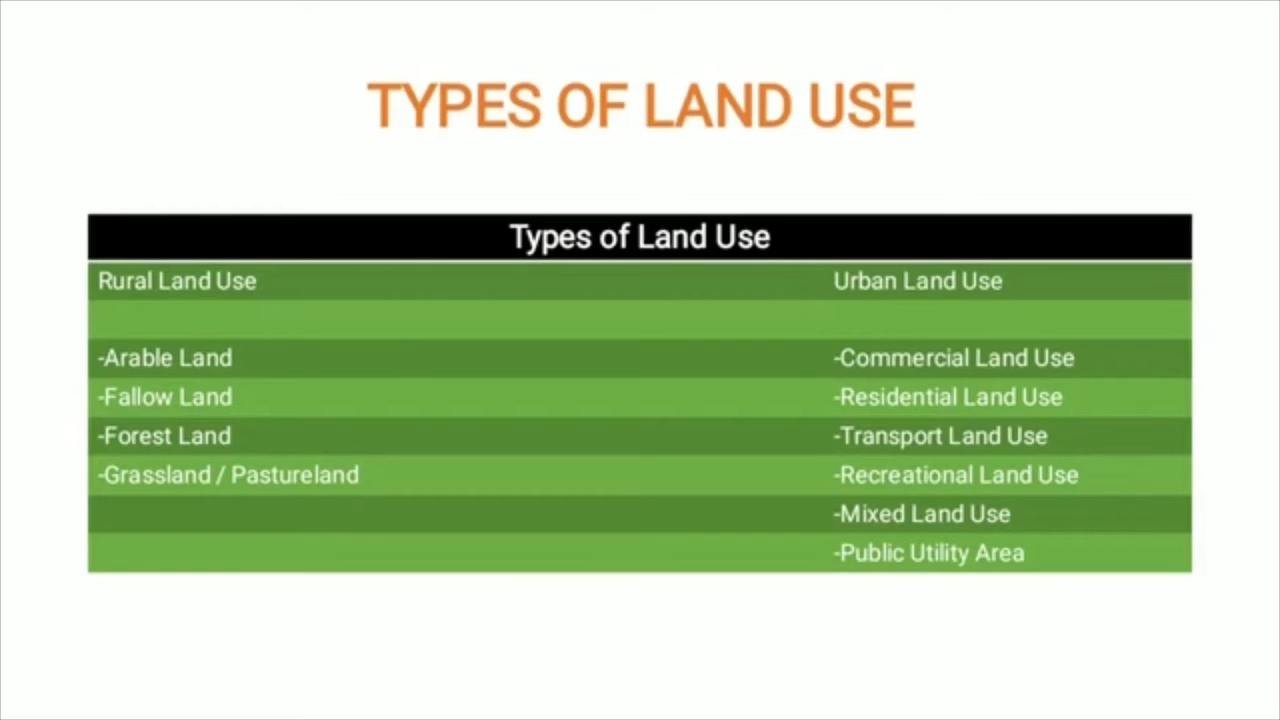 TYPES OF LAND USE
Types of Land Use
Rural Land Use
Urban Land Use
-Arable Land
-Commercial Land Use
-Fallow Land
-Residential Land Use
-Forest Land
-Transport Land Use
-Grassland / Pastureland
-Recreational Land Use
-Mixed Land Use
-Public Utility Area